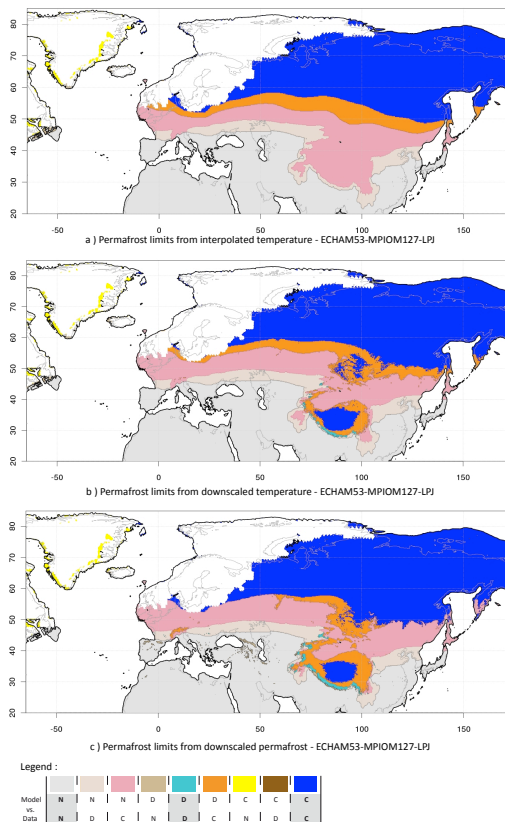 80
70
60
50
40
30
20
-50 0 50 100 150
a ) Permafrost limits from interpolated temperature - ECHAM53-MPIOM127-LPJ
80
70
60
50
40
30
20
-50 0 50 100 150
b ) Permafrost limits from downscaled temperature - ECHAM53-MPIOM127-LPJ
80
70
60
50
40
30
20
-50 0 50 100 150
c ) Permafrost limits from downscaled permafrost - ECHAM53-MPIOM127-LPJ
Legend :
Model N N N D D D C C C
vs.
Data N D C N D C N D C